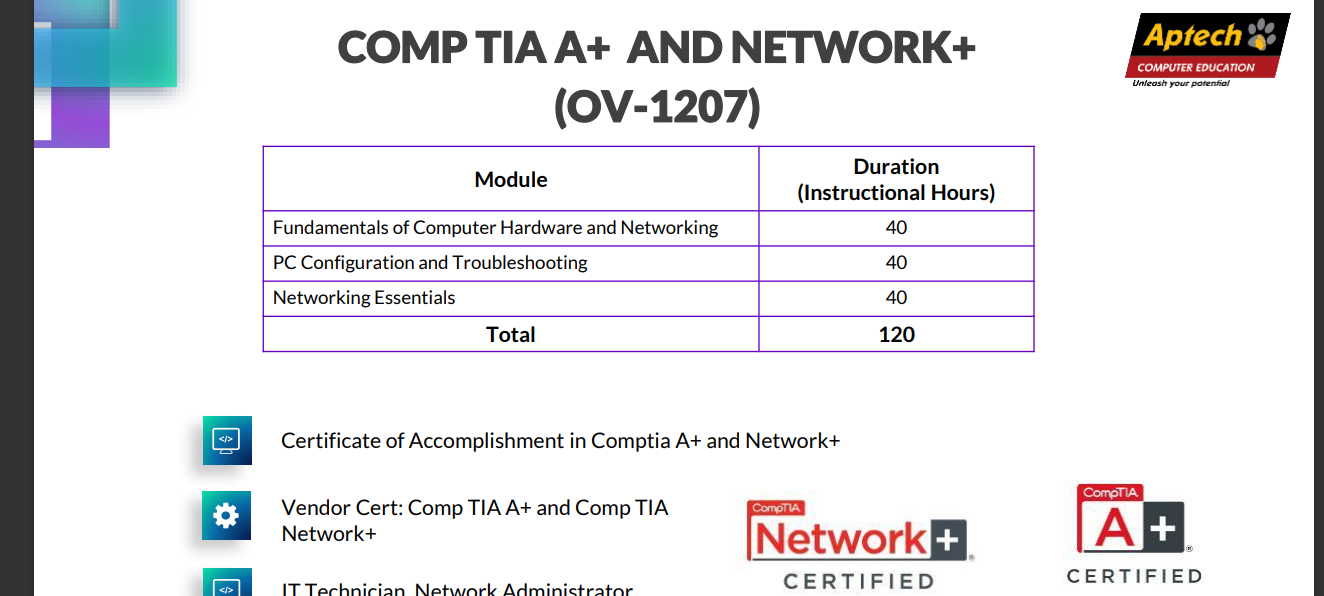 COMP TIA A+ AND NETWORK+
(OV-1207)
Aptech
COMPUTER EDUCATION
Unleash your potential
Module
Duration
(Instructional Hours)
Fundamentals of Computer Hardware and Networking
40
PC Configuration and Troubleshooting
40
Networking Essentials
40
Total
120
</>
Certificate of Accomplishment in Comptia A+ and Network+
Vendor Cert: Comp TIA A+ and Comp TIA
Network+
CompTIA.
Network+®
CERTIFIED
CompTIA.
A+®
CERTIFIED
</>
IT Technician, Network Administrator